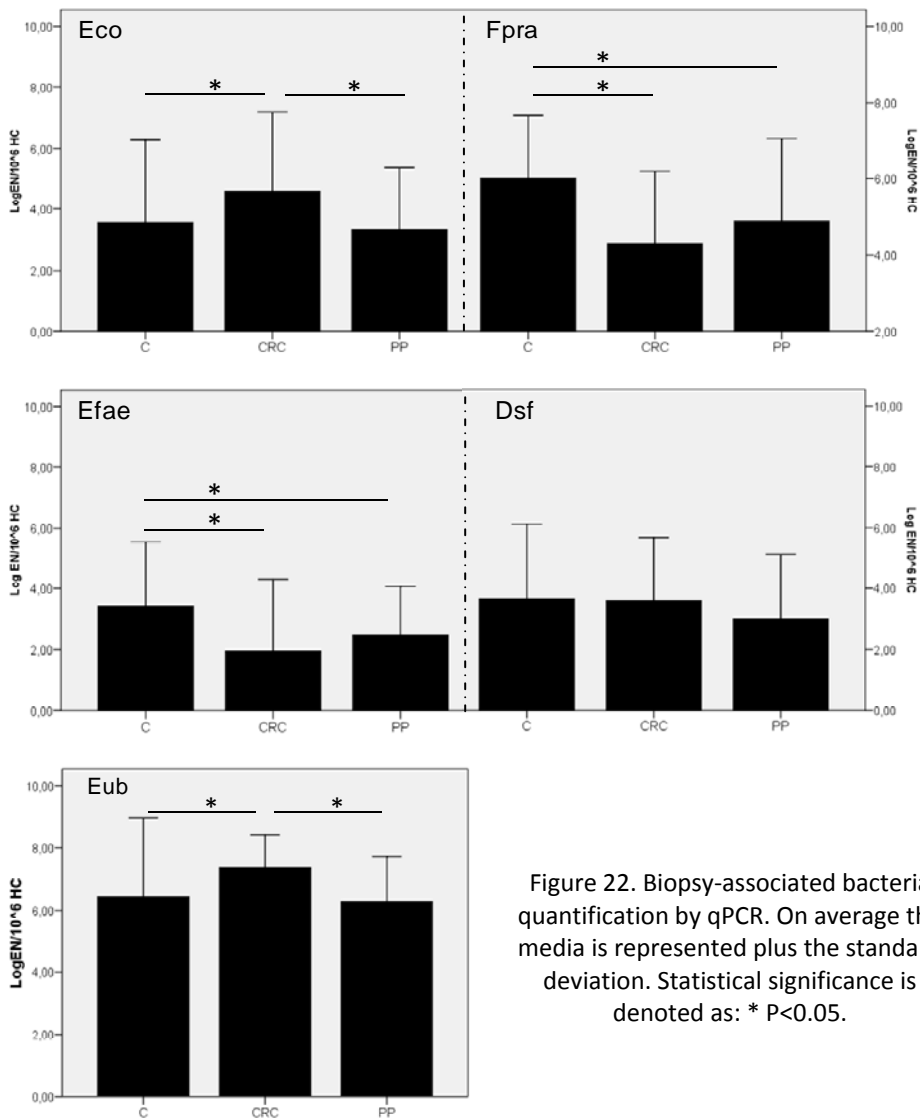 Eco
Fpra
LogEN/10^6 HC
10,00
8,00
6,00
4,00
2,00
0,00
*
*
*
*
10,00
8,00
6,00
4,00
2,00
LogEN/10^6 HC
C
CRC
PP
C
CRC
PP
Efae
Dsf
Log EN/10^6 HC
10,00
8,00
6,00
4,00
2,00
0,00
*
*
10,00
8,00
6,00
4,00
2,00
0,00
Log EN/10^6 HC
C
CRC
PP
C
CRC
PP
Eub
LogEN/10^6 HC
10,00
8,00
6,00
4,00
2,00
0,00
*
*
C
CRC
PP
Figure 22. Biopsy-associated bacteria
quantification by qPCR. On average th
media is represented plus the standa
deviation. Statistical significance is
denoted as: * P<0.05.